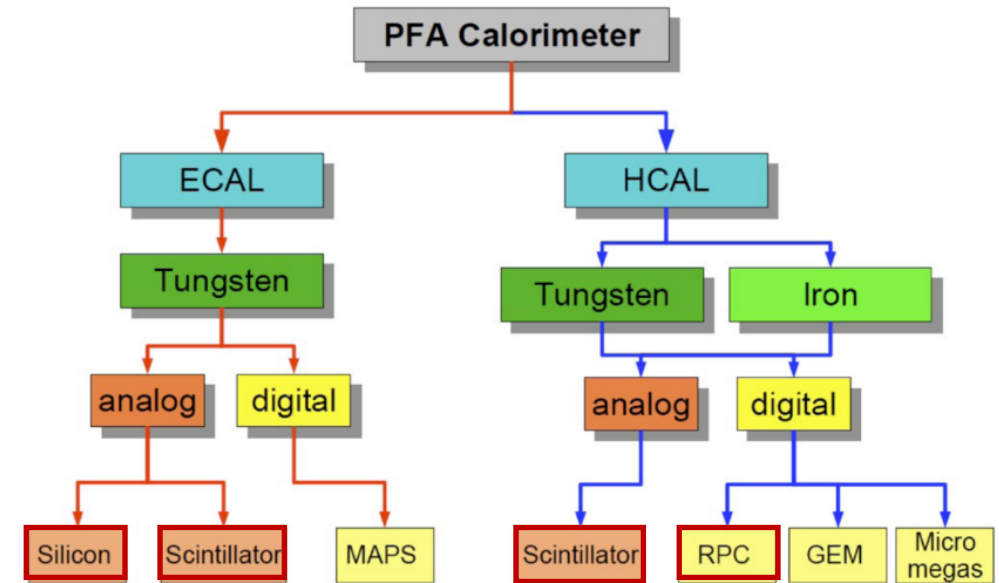 PFA Calorimeter
ECAL
HCAL
Tungsten
Tungsten
Iron
analog
digital
analog
digital
Silicon
Scintillator
MAPS
Scintillator
RPC
GEM
Micro
megas